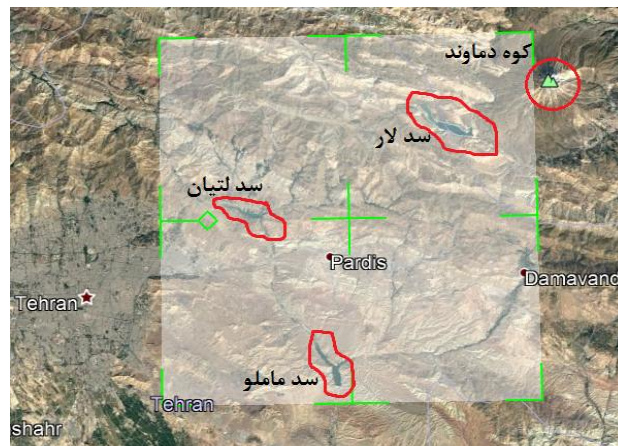 کوه دماوند
سد لار
سد لتیان
Pardis
Damavand
Tehran
سد ماملو
Tehran
shahr